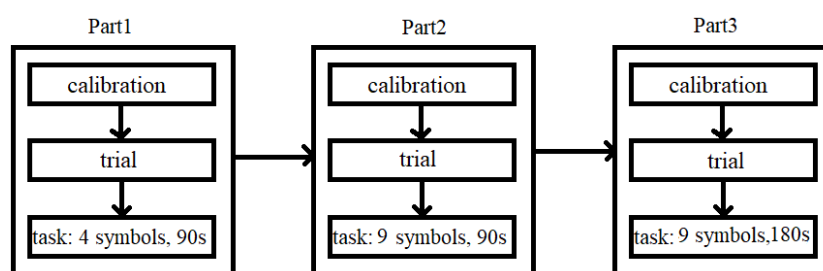 Part1
Part2
Part3
calibration
calibration
calibration
trial
trial
trial
task: 4 symbols, 90s
task: 9 symbols, 90s
task: 9 symbols,180s